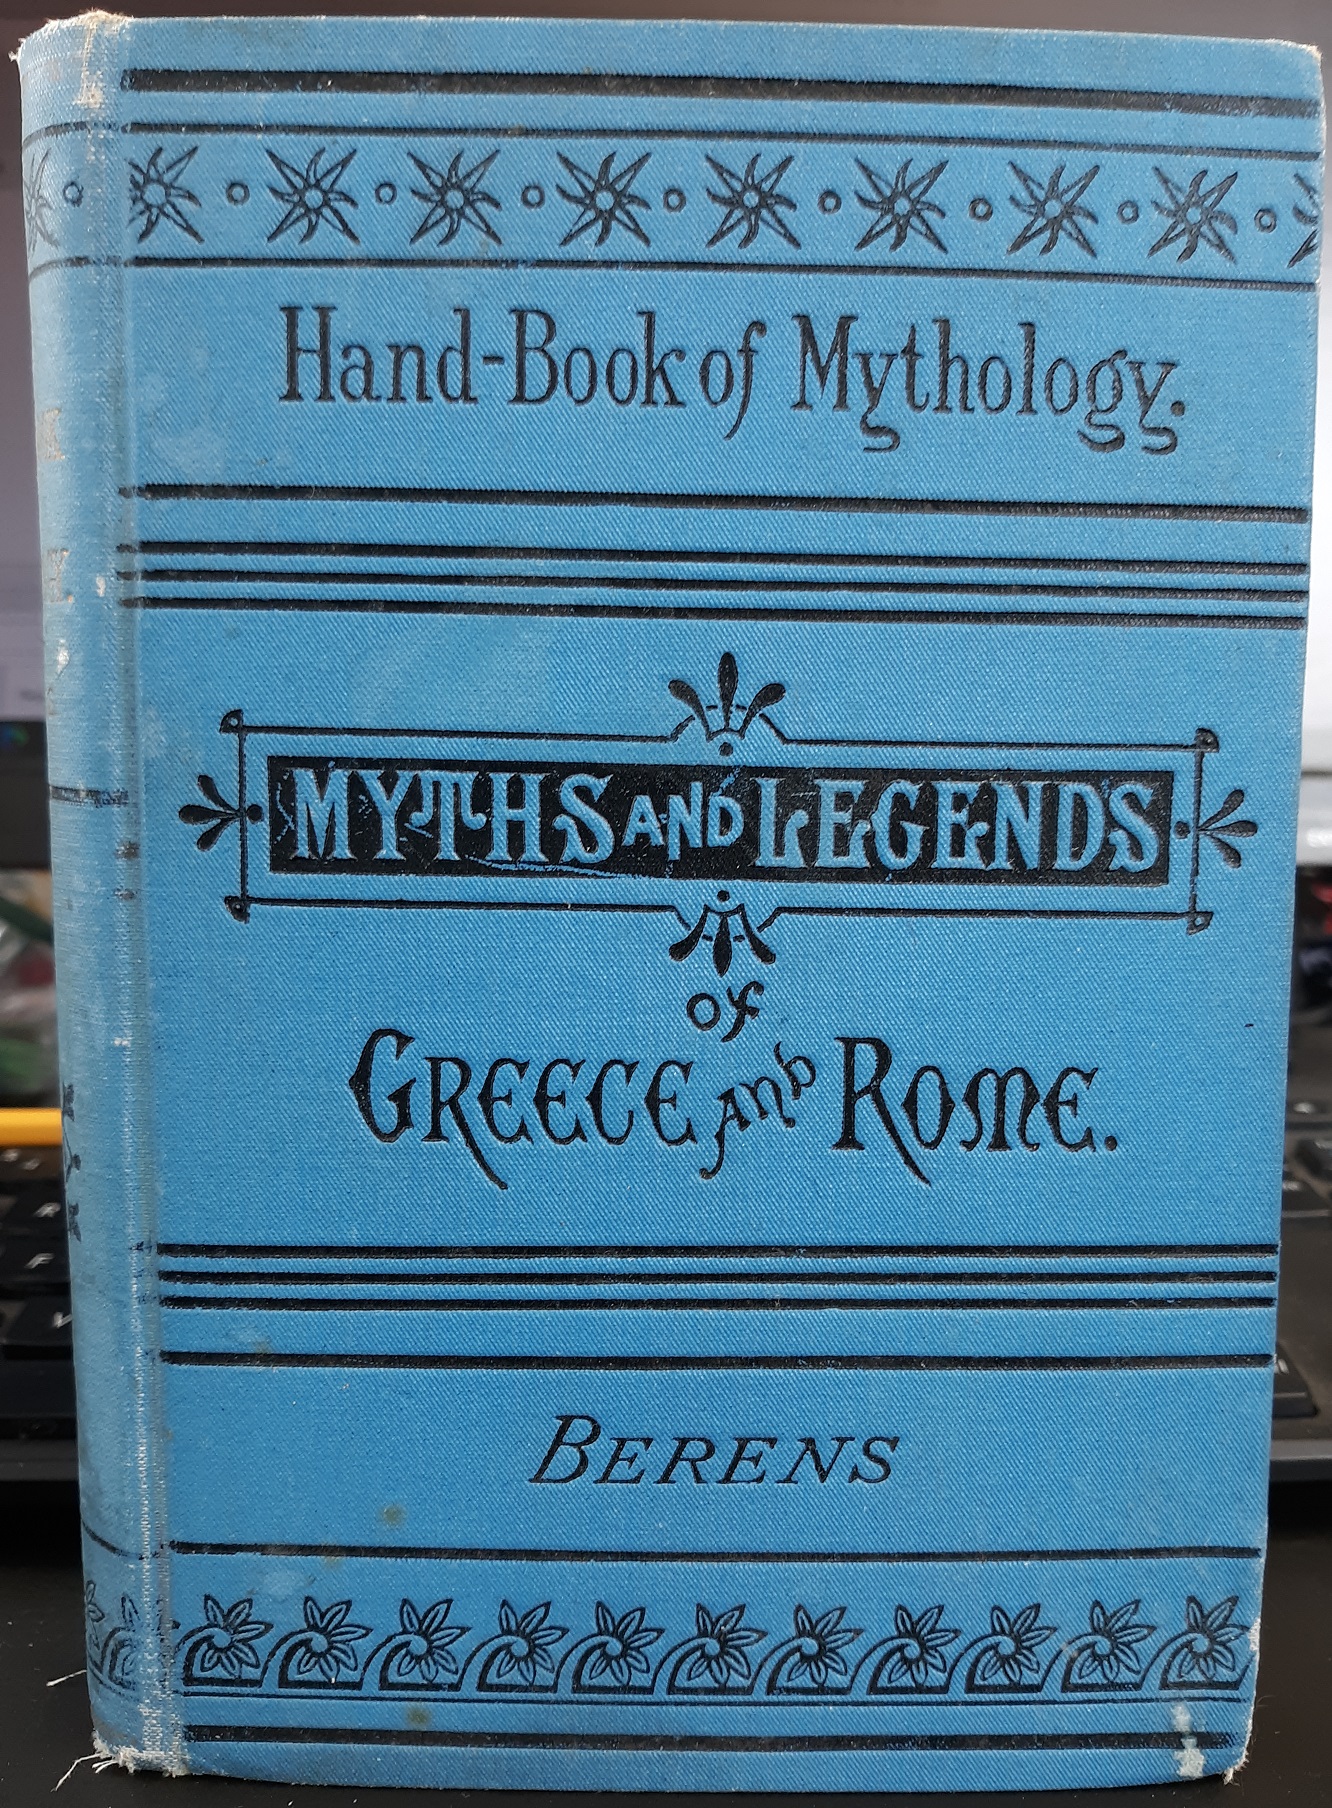 Hand-Book of Mythology.
MYTHS AND LEGENDS
OF
GREECE AND ROME.
BERENS
K
K.
R
F
V